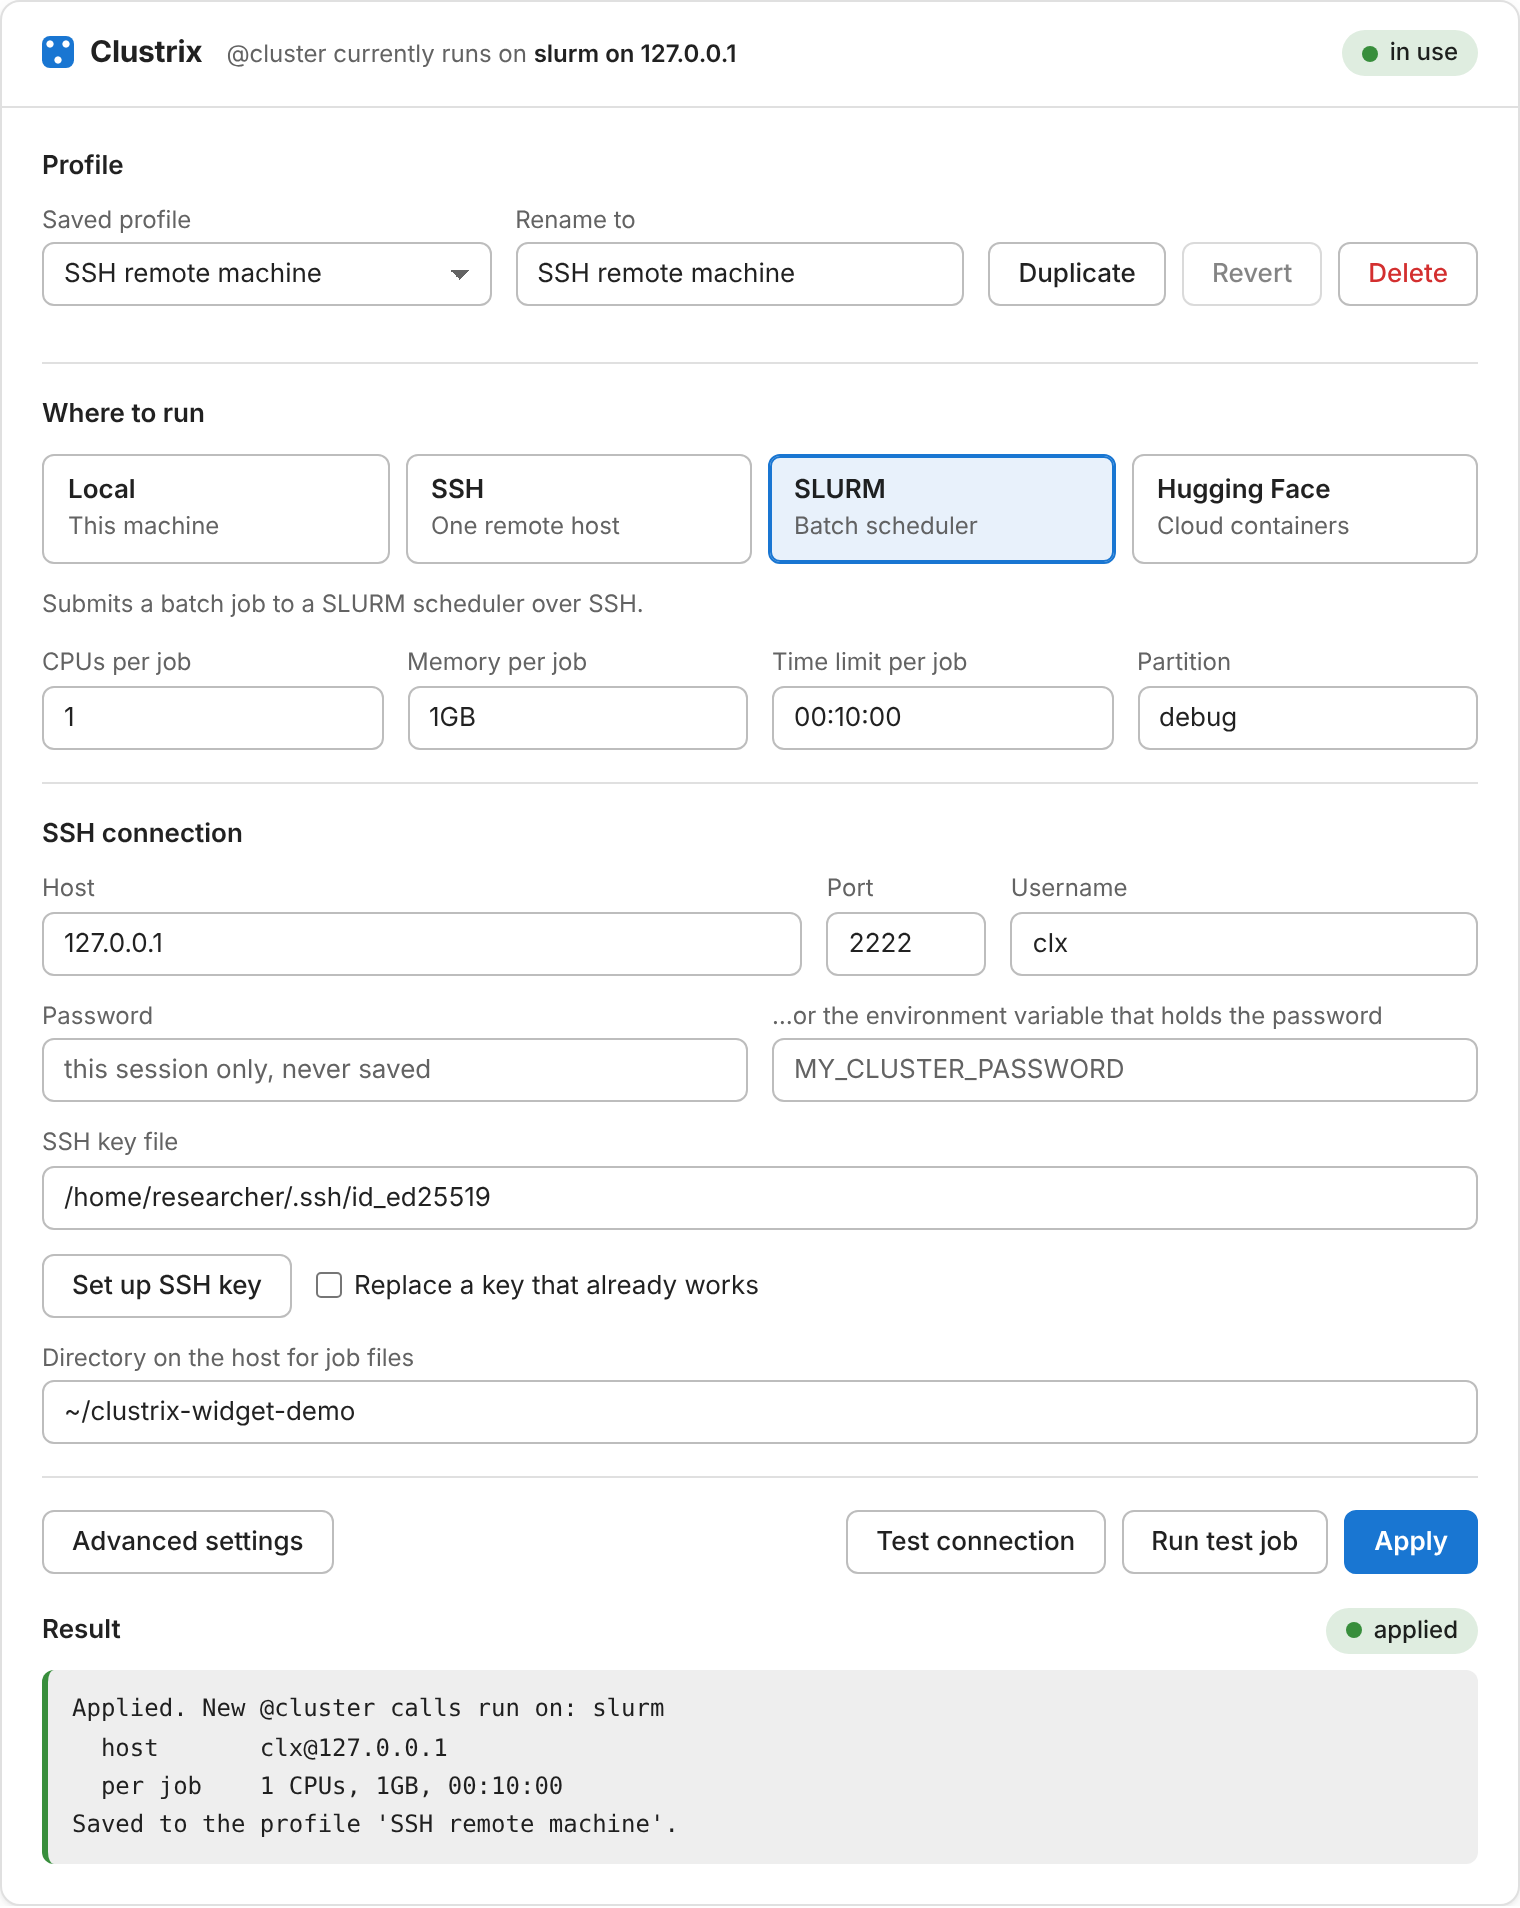 Clustrix @cluster currently runs on slurm on 127.0.0.1 in use
Profile
Saved profile Rename to
SSH remote machine SSH remote machine Duplicate Revert Delete
Where to run
Local SSH SLURM Hugging Face
This machine One remote host Batch scheduler Cloud containers
Submits a batch job to a SLURM scheduler over SSH.
CPUs per job Memory per job Time limit per job Partition
1 1GB 00:10:00 debug
SSH connection
Host Port Username
127.0.0.1 2222 clx
Password ...or the environment variable that holds the password
this session only, never saved MY_CLUSTER_PASSWORD
SSH key file
/home/researcher/.ssh/id_ed25519
Set up SSH key Replace a key that already works
Directory on the host for job files
~/clustrix-widget-demo
Advanced settings Test connection Run test job Apply
Result applied
Applied. New @cluster calls run on: slurm
host clx@127.0.0.1
per job 1 CPUs, 1GB, 00:10:00
Saved to the profile 'SSH remote machine'.